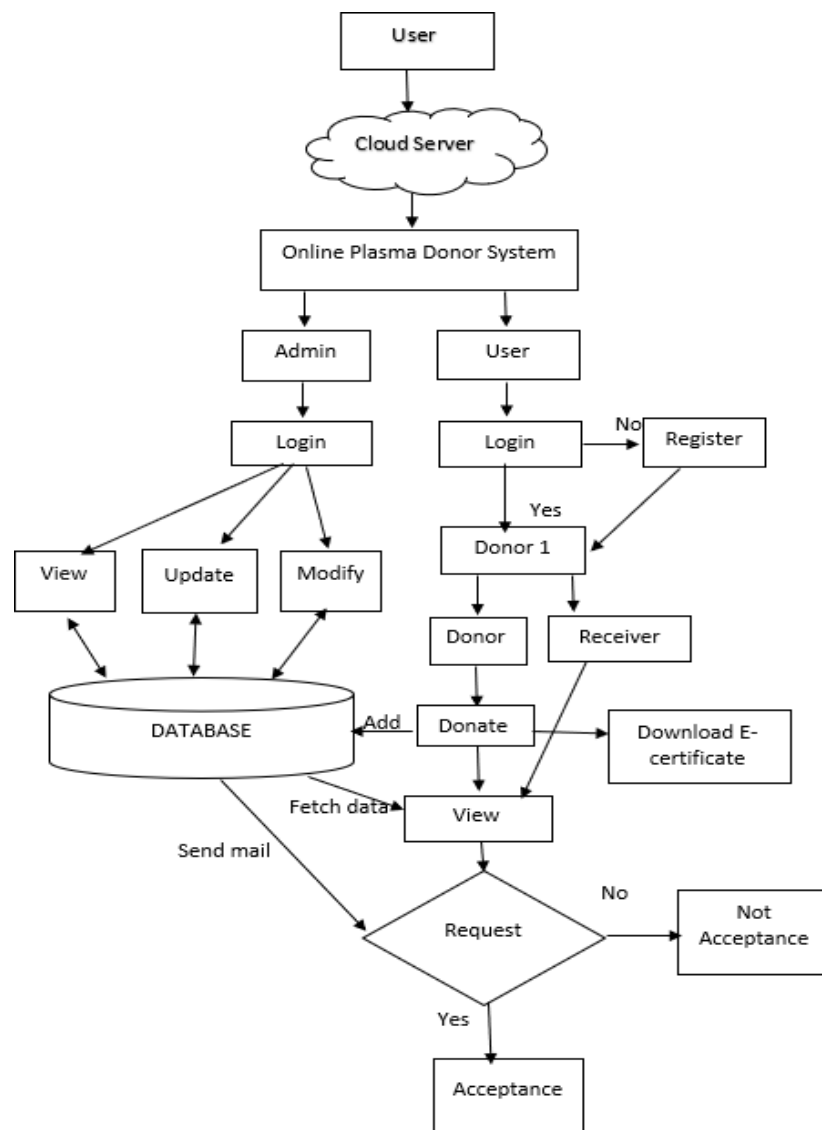 User
Cloud Server
Online Plasma Donor System
Admin
User
Login
Login
No
Register
Yes
View
Update
Modify
Donor 1
Donor
Receiver
DATABASE
Add
Donate
Download E-
certificate
Fetch data
View
Send mail
Request
No
Not
Acceptance
Yes
Acceptance